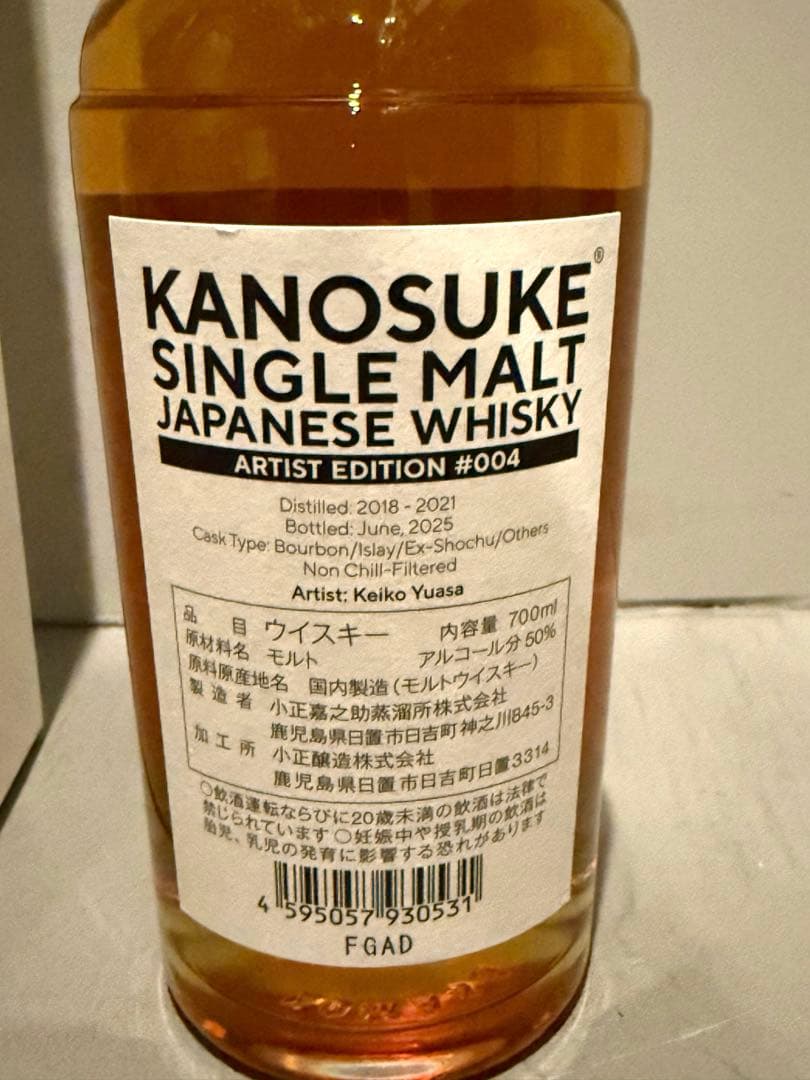 KANOSUKE®
SINGLE MALT
JAPANESE WHISKY
ARTIST EDITION #004
Distilled: 2018 - 2021
Bottled: June, 2025
Cask Type: Bourbon/Islay/Ex-Shochu/Others
Non Chill-Filtered
Artist: Keiko Yuasa
品目 ウイスキー 内容量 700ml
原材料名 モルト アルコール分 50%
原料原産地名 国内製造（モルトウイスキー）
製造者 小正嘉之助蒸溜所株式会社
鹿児島県日置市日吉町神之川845-3
加工所 小正醸造株式会社
鹿児島県日置市日吉町日置3314
○飲酒運転ならびに20歳未満の飲酒は法律で
禁じられています ○妊娠中や授乳期の飲酒は
胎児、乳児の発育に影響する恐れがあります
4 595057 930531
FGAD